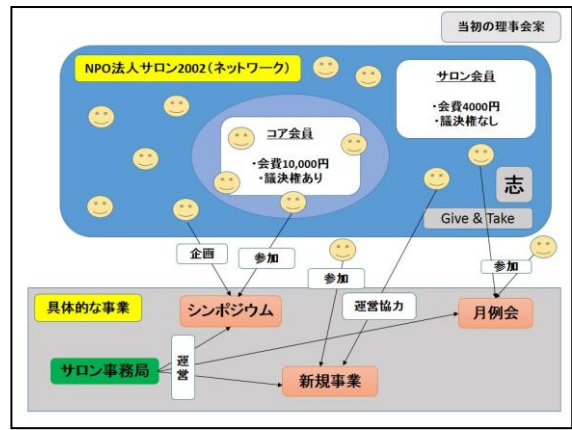 当初の理事会案
NPO法人サロン2002(ネットワーク)
サロン会員
・会費4000円
・議決権なし
コア会員
・会費10,000円
・議決権あり
志
Give & Take
企画
参加
参加
参加
具体的な事業
シンポジウム
運営協力
月例会
サロン事務局
運営
新規事業